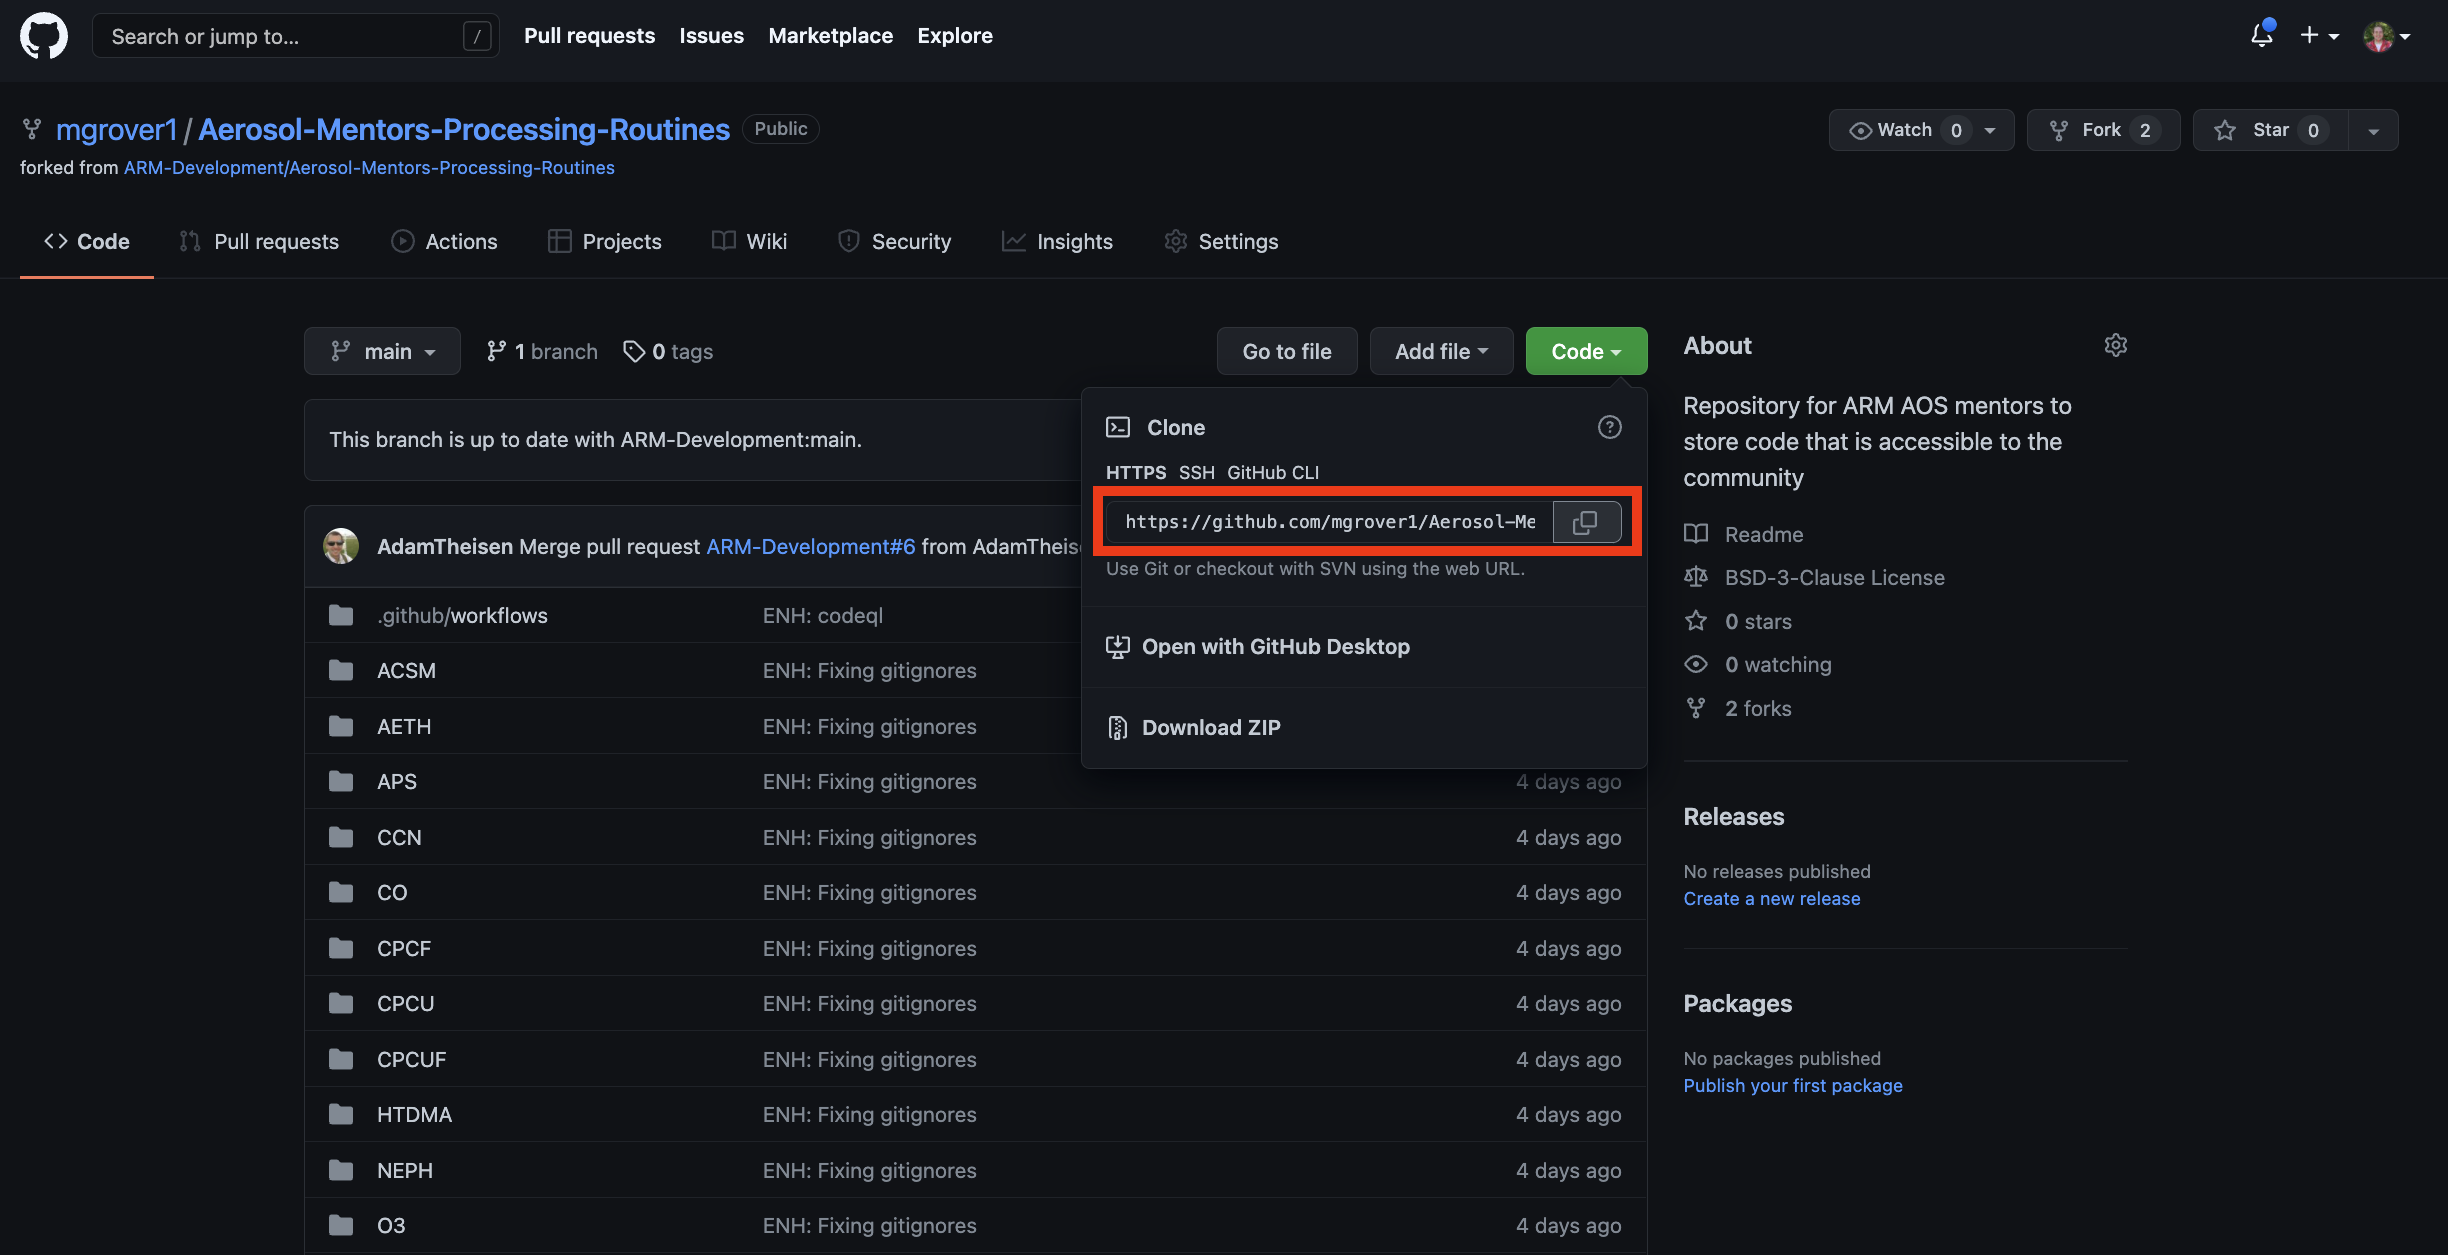 Search or jump to... /
Pull requests Issues Marketplace Explore
mgrover1 / Aerosol-Mentors-Processing-Routines Public
Watch 0 Fork 2 Star 0
forked from ARM-Development/Aerosol-Mentors-Processing-Routines
Code Pull requests Actions Projects Wiki Security Insights Settings
main 1 branch 0 tags Go to file Add file Code
This branch is up to date with ARM-Development:main.
Clone
HTTPS SSH GitHub CLI
https://github.com/mgrover1/Aerosol-Me
Use Git or checkout with SVN using the web URL.
Open with GitHub Desktop
Download ZIP
AdamTheisen Merge pull request ARM-Development#6 from AdamTheis
.github/workflows ENH: codeql
ACSM ENH: Fixing gitignores
AETH ENH: Fixing gitignores
APS ENH: Fixing gitignores 4 days ago
CCN ENH: Fixing gitignores 4 days ago
CO ENH: Fixing gitignores 4 days ago
CPCF ENH: Fixing gitignores 4 days ago
CPCU ENH: Fixing gitignores 4 days ago
CPCUF ENH: Fixing gitignores 4 days ago
HTDMA ENH: Fixing gitignores 4 days ago
NEPH ENH: Fixing gitignores 4 days ago
O3 ENH: Fixing gitignores 4 days ago
About
Repository for ARM AOS mentors to
store code that is accessible to the
community
Readme
BSD-3-Clause License
0 stars
0 watching
2 forks
Releases
No releases published
Create a new release
Packages
No packages published
Publish your first package